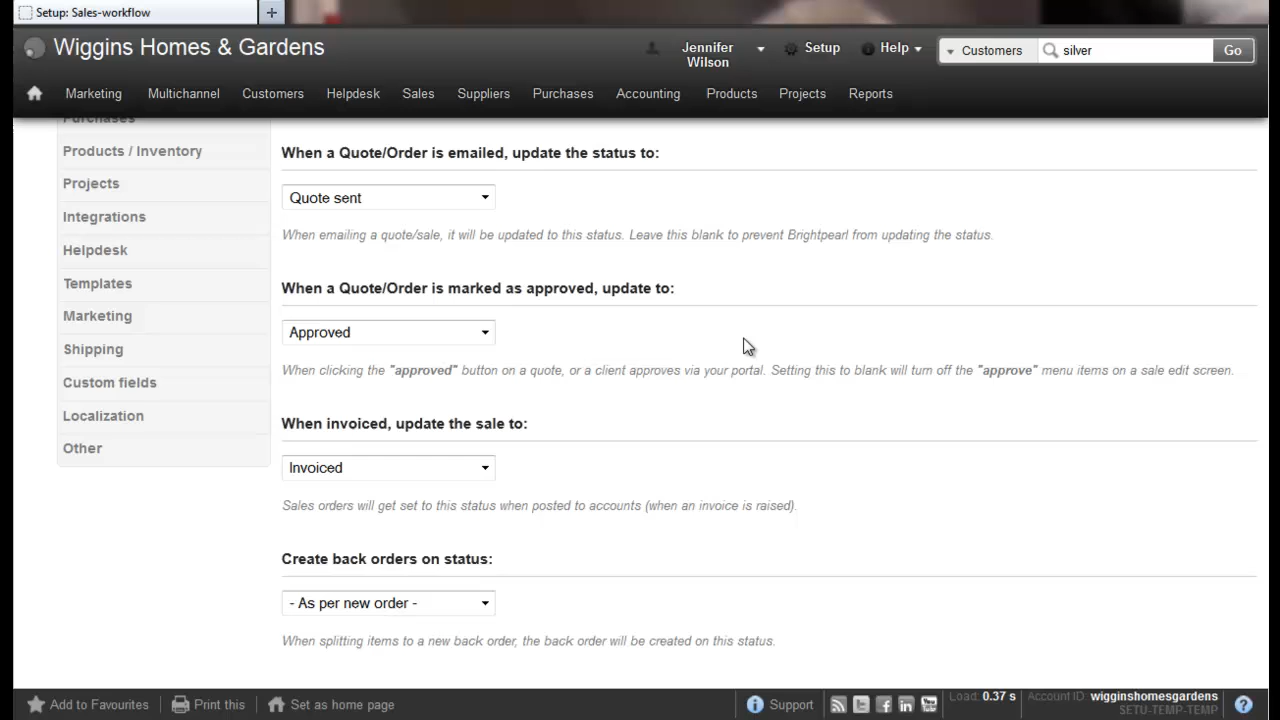 Setup: Sales-workflow
Wiggins Homes & Gardens
Jennifer
Wilson
Setup
Help
Customers
silver
Go
Marketing
Multichannel
Customers
Helpdesk
Sales
Suppliers
Purchases
Accounting
Products
Projects
Reports
Purchases
Products / Inventory
Projects
Integrations
Helpdesk
Templates
Marketing
Shipping
Custom fields
Localization
Other
When a Quote/Order is emailed, update the status to:
Quote sent
When emailing a quote/sale, it will be updated to this status. Leave this blank to prevent Brightpearl from updating the status.
When a Quote/Order is marked as approved, update to:
Approved
When clicking the "approved" button on a quote, or a client approves via your portal. Setting this to blank will turn off the "approve" menu items on a sale edit screen.
When invoiced, update the sale to:
Invoiced
Sales orders will get set to this status when posted to accounts (when an invoice is raised).
Create back orders on status:
- As per new order -
When splitting items to a new back order, the back order will be created on this status.
Add to Favourites
Print this
Set as home page
Support
Load: 0.37 s
Account ID: wigginshomesgardens
SETU-TEMP-TEMP